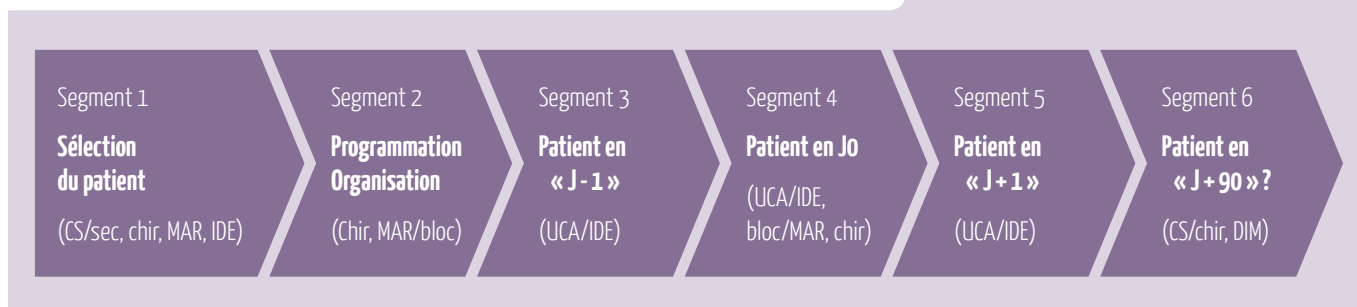 Segment 1
Sélection
du patient
(CS/sec, chir, MAR, IDE)
Segment 2
Programmation
Organisation
(Chir, MAR/bloc)
Segment 3
Patient en
« J - 1 »
(UCA/IDE)
Segment 4
Patient en J0
(UCA/IDE,
bloc/MAR, chir)
Segment 5
Patient en
« J + 1 »
(UCA/IDE)
Segment 6
Patient en
« J + 90 » ?
(CS/chir, DIM)